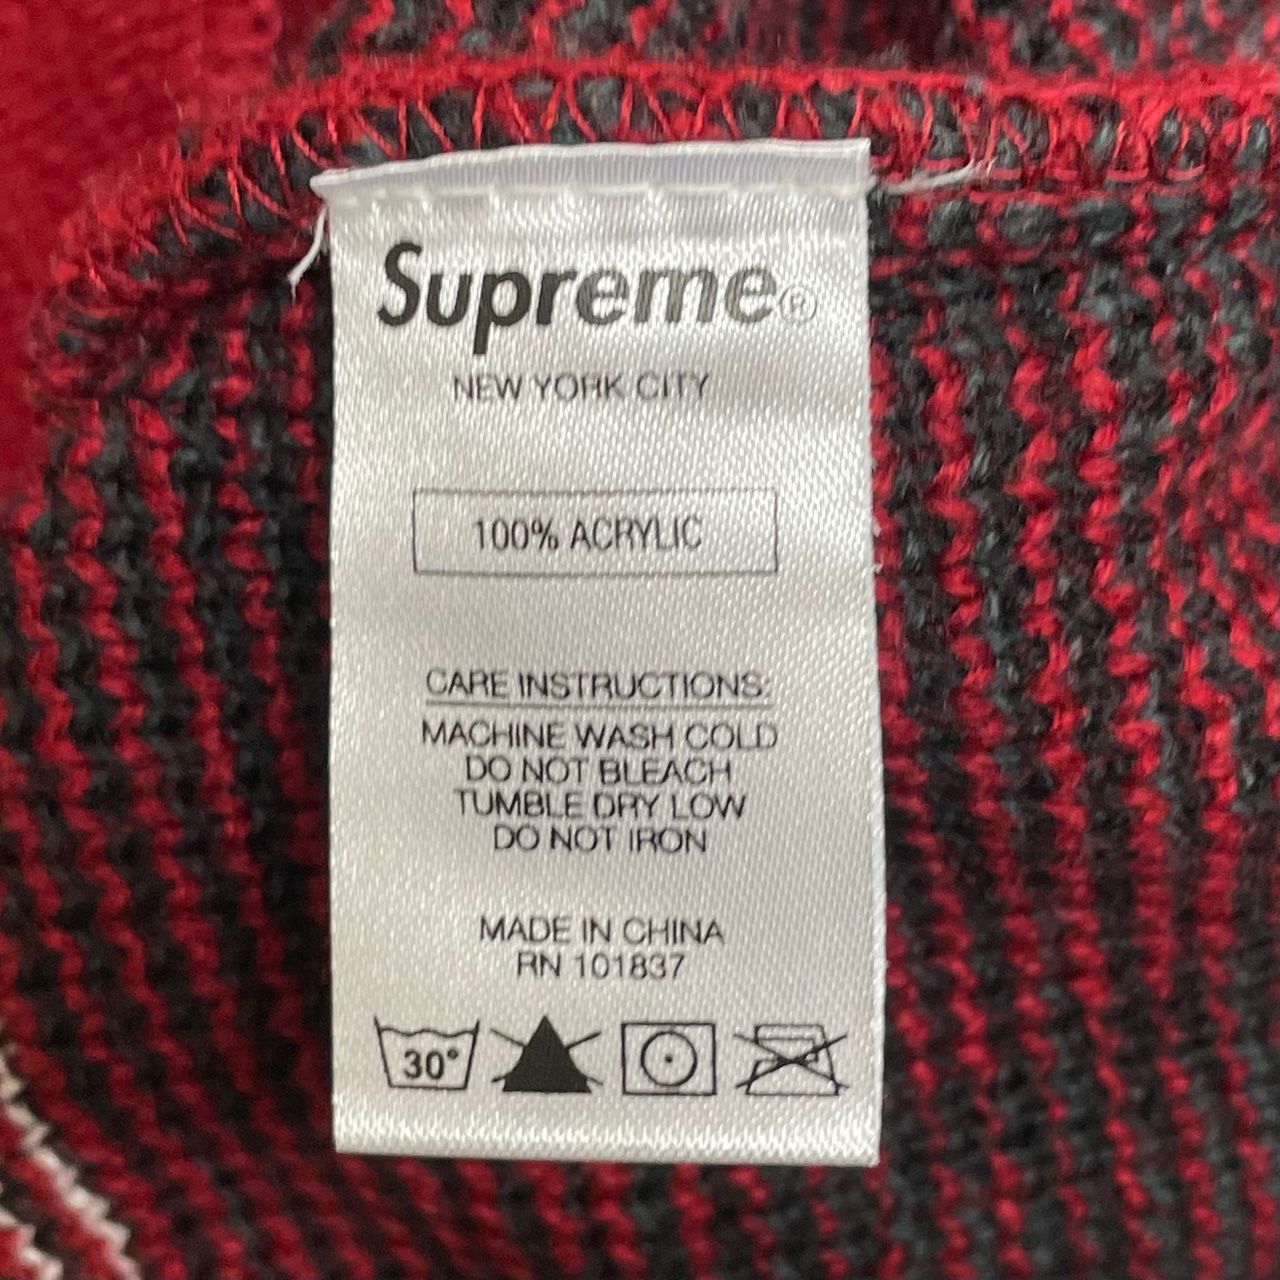 Supreme®
NEW YORK CITY
100% ACRYLIC
CARE INSTRUCTIONS:
MACHINE WASH COLD
DO NOT BLEACH
TUMBLE DRY LOW
DO NOT IRON
MADE IN CHINA
RN 101837
30°